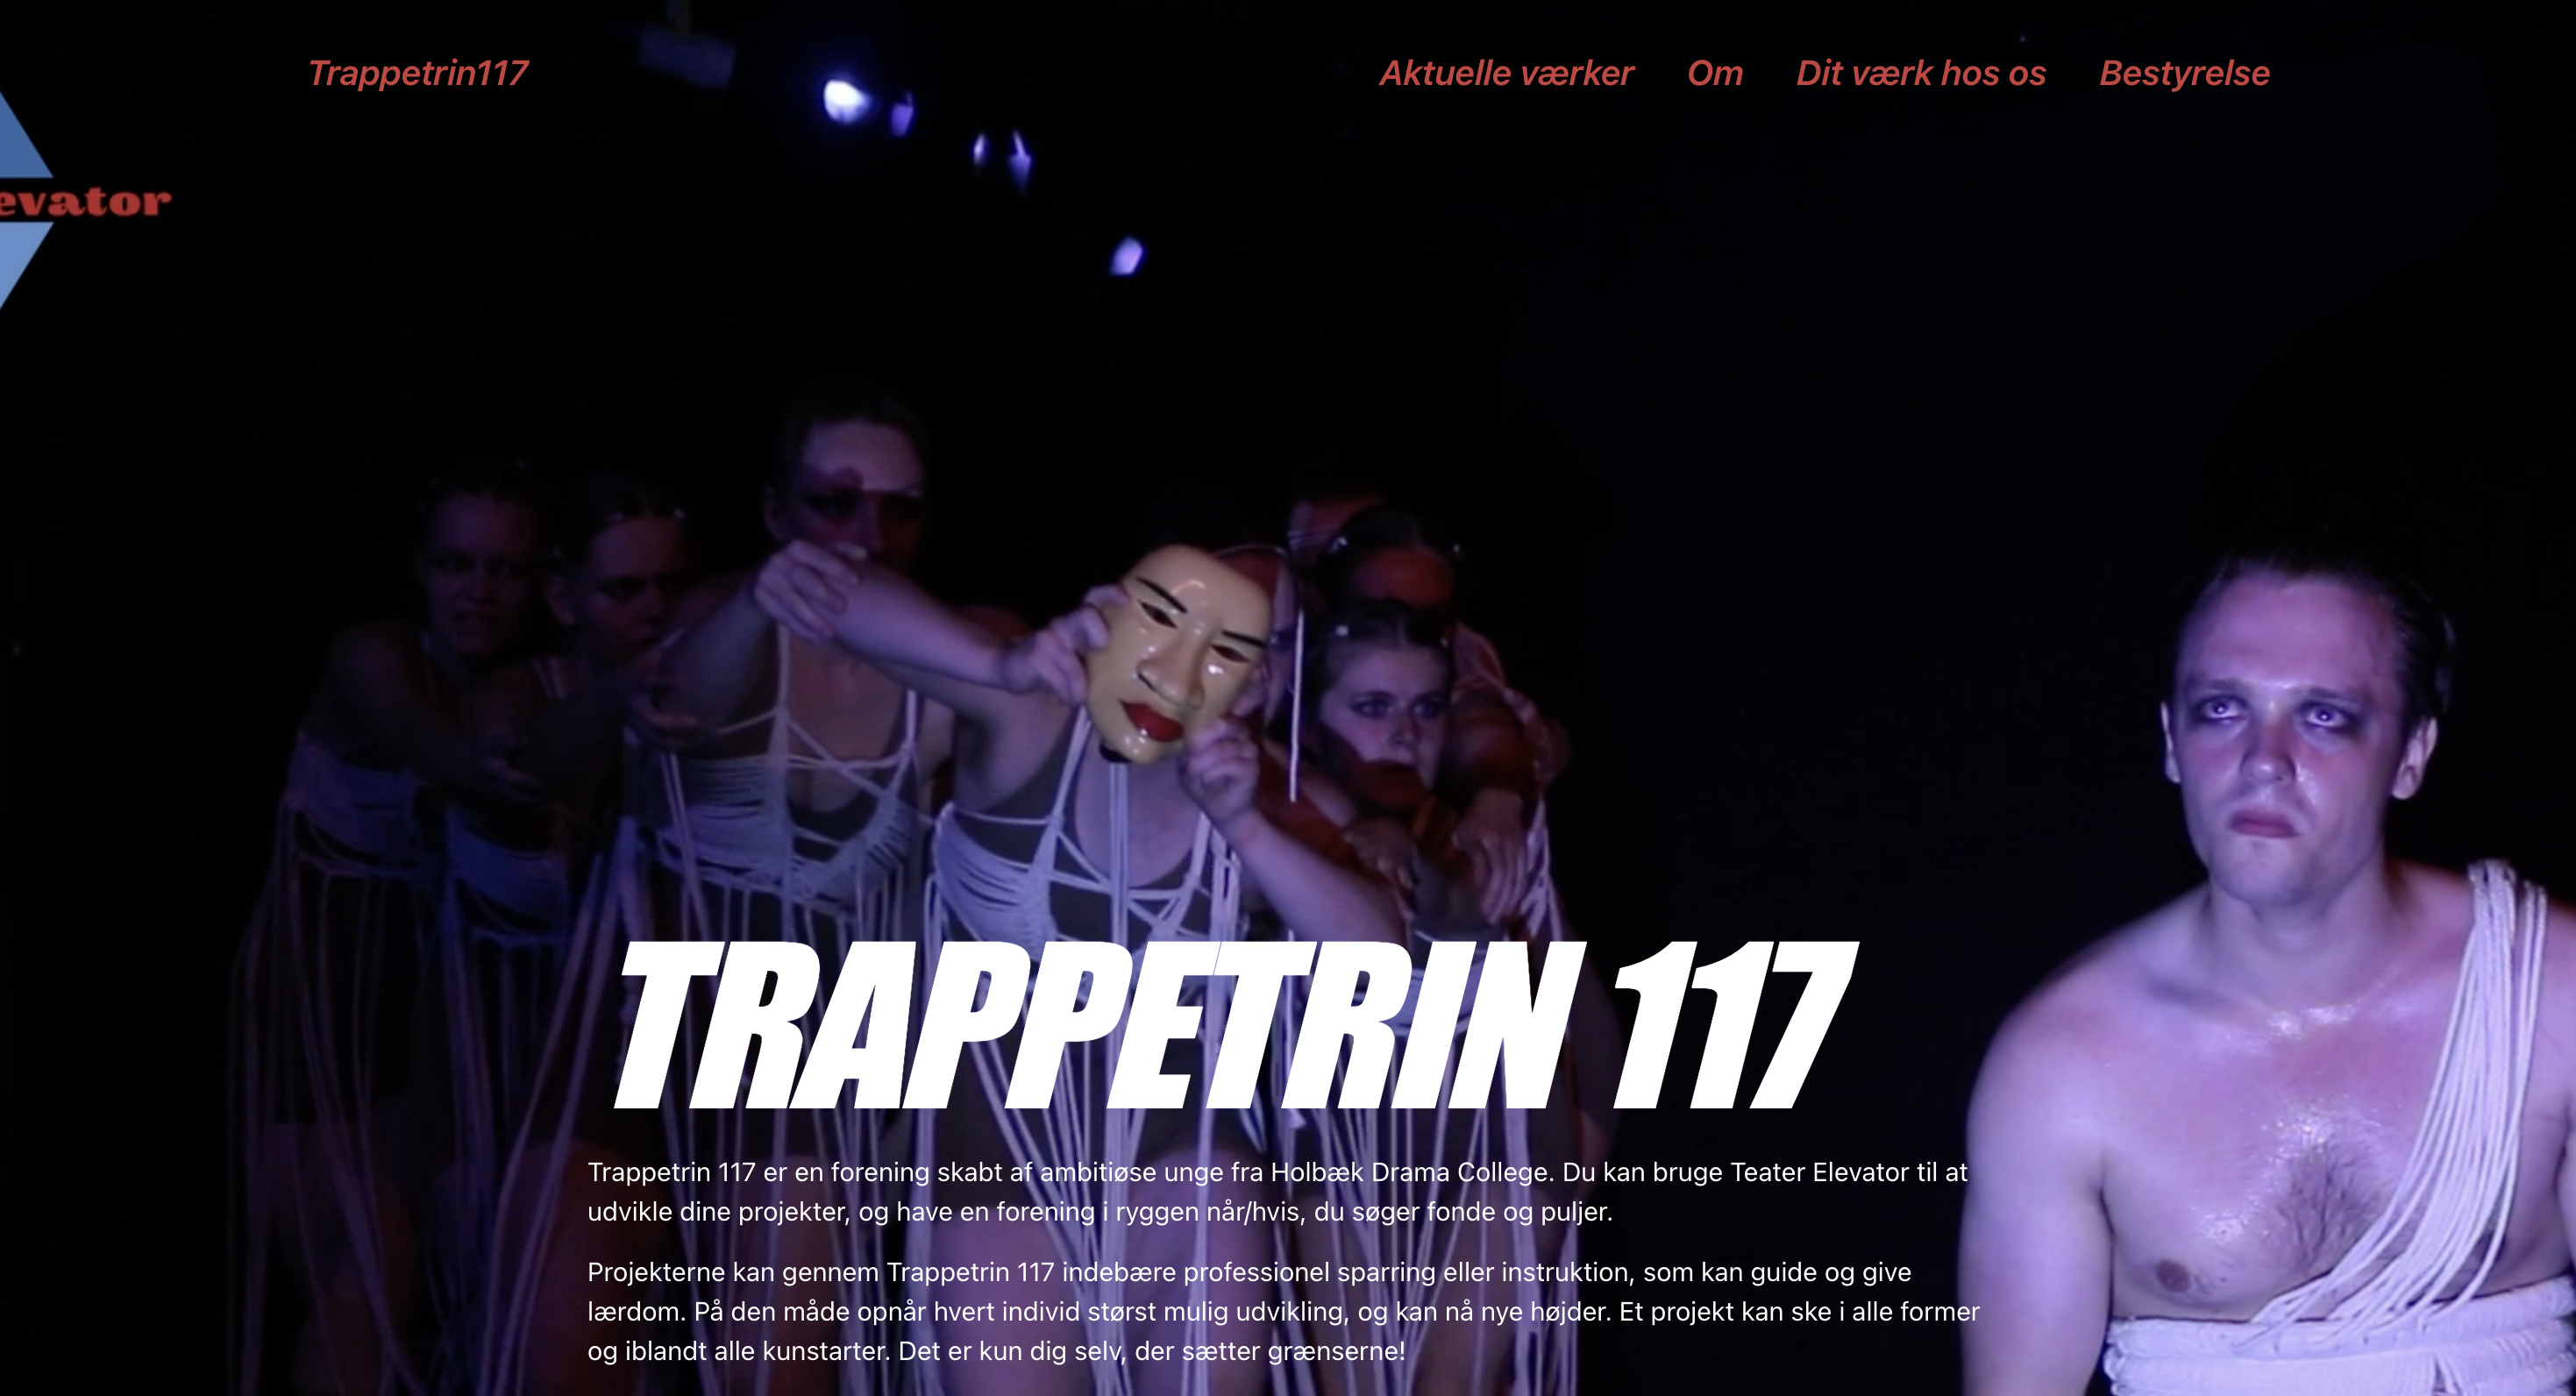 Trappetrin117
Aktuelle værker
Om
Dit værk hos os
Bestyrelse
evator
TRAPPETRIN 117
Trappetrin 117 er en forening skabt af ambitiøse unge fra Holbæk Drama College. Du kan bruge Teater Elevator til at
udvikle dine projekter, og have en forening i ryggen når/hvis, du søger fonde og puljer.
Projekterne kan gennem Trappetrin 117 indebære professionel sparring eller instruktion, som kan guide og give
lærdom. På den måde opnår hvert individ størst mulig udvikling, og kan nå nye højder. Et projekt kan ske i alle former
og iblandt alle kunstarter. Det er kun dig selv, der sætter grænserne!